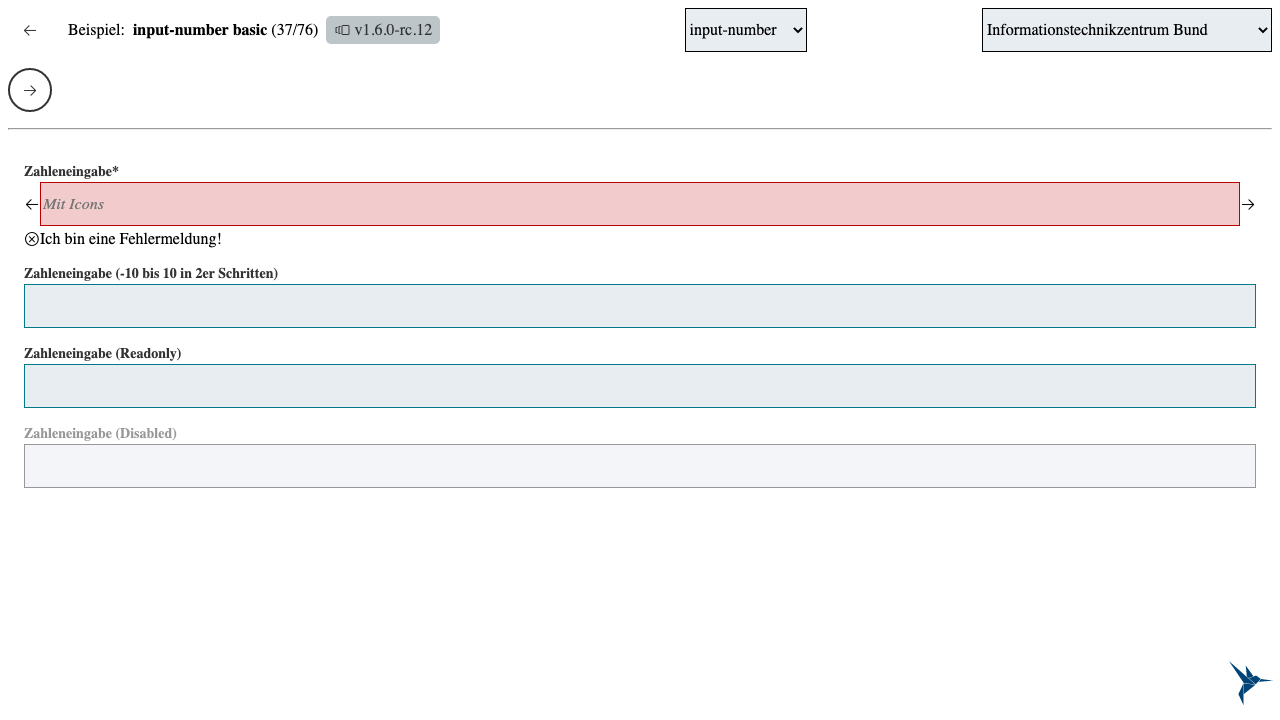 Beispiel: input-number basic (37/76) v1.6.0-rc.12 input-number Informationstechnikzentrum Bund
Zahleneingabe*
Mit Icons
Ich bin eine Fehlermeldung!
Zahleneingabe (-10 bis 10 in 2er Schritten)
Zahleneingabe (Readonly)
Zahleneingabe (Disabled)